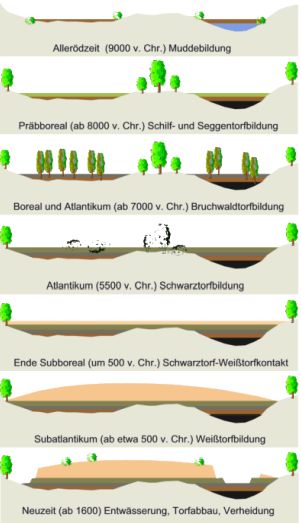 Allerödzeit (9000 v. Chr.) Muddebildung
Präbboreal (ab 8000 v. Chr.) Schilf- und Seggentorfbildung
Boreal und Atlantikum (ab 7000 v. Chr.) Bruchwaldtorfbildung
Atlantikum (5500 v. Chr.) Schwarztorfbildung
Ende Subboreal (um 500 v. Chr.) Schwarztorf-Weißtorfkontakt
Subatlantikum (ab etwa 500 v. Chr.) Weißtorfbildung
Neuzeit (ab 1600) Entwässerung, Torfabbau, Verheidung